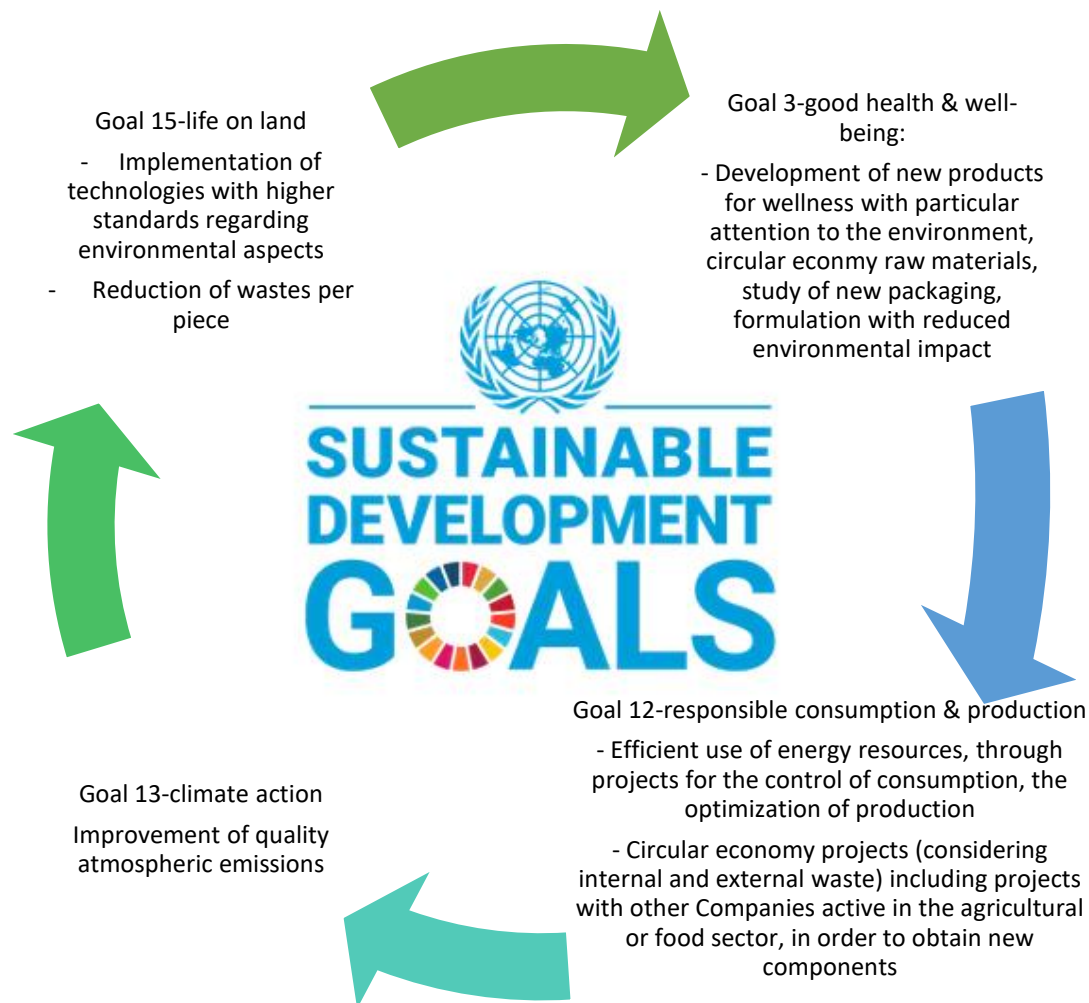 Goal 15-life on land
- Implementation of
technologies with higher
standards regarding
environmental aspects
- Reduction of wastes per
piece
Goal 3-good health & well-
being:
- Development of new products
for wellness with particular
attention to the environment,
circular econmy raw materials,
study of new packaging,
formulation with reduced
environmental impact
SUSTAINABLE
DEVELOPMENT
GOALS
Goal 12-responsible consumption & production
- Efficient use of energy resources, through
projects for the control of consumption, the
optimization of production
- Circular economy projects (considering
internal and external waste) including projects
with other Companies active in the agricultural
or food sector, in order to obtain new
components
Goal 13-climate action
Improvement of quality
atmospheric emissions